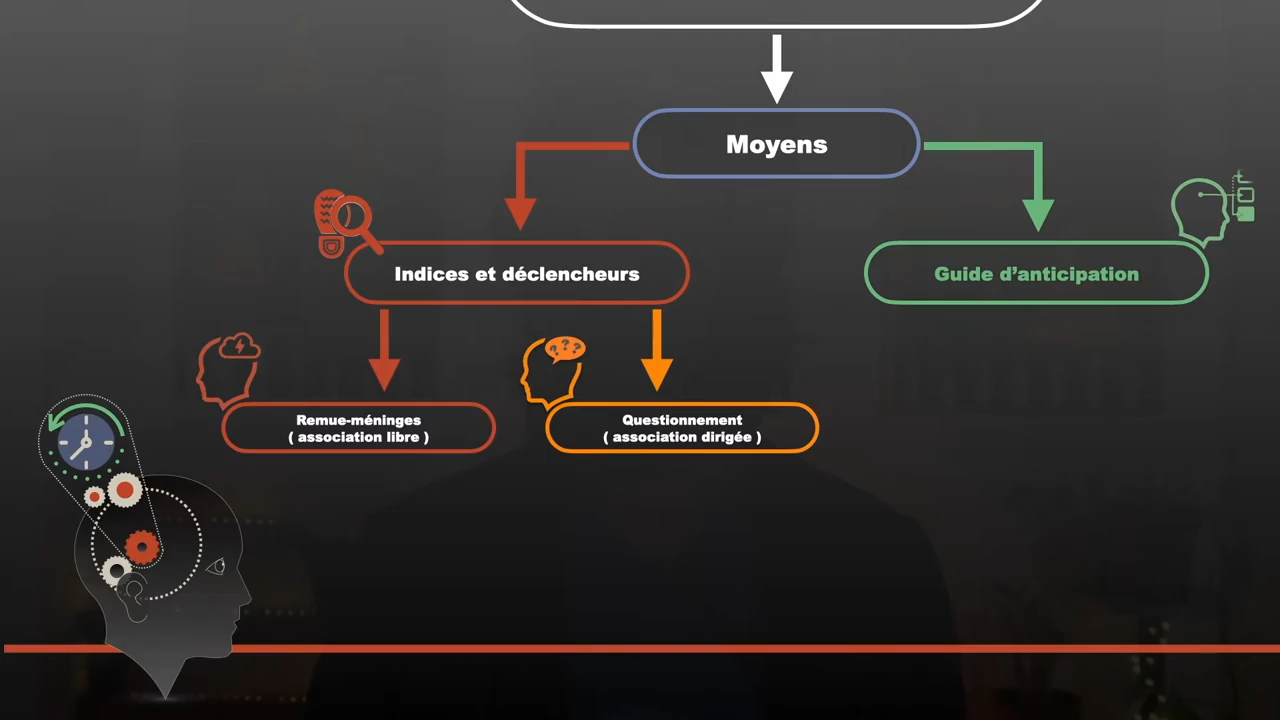 Moyens
Indices et déclencheurs
Guide d’anticipation
Remue-méninges
( association libre )
Questionnement
( association dirigée )